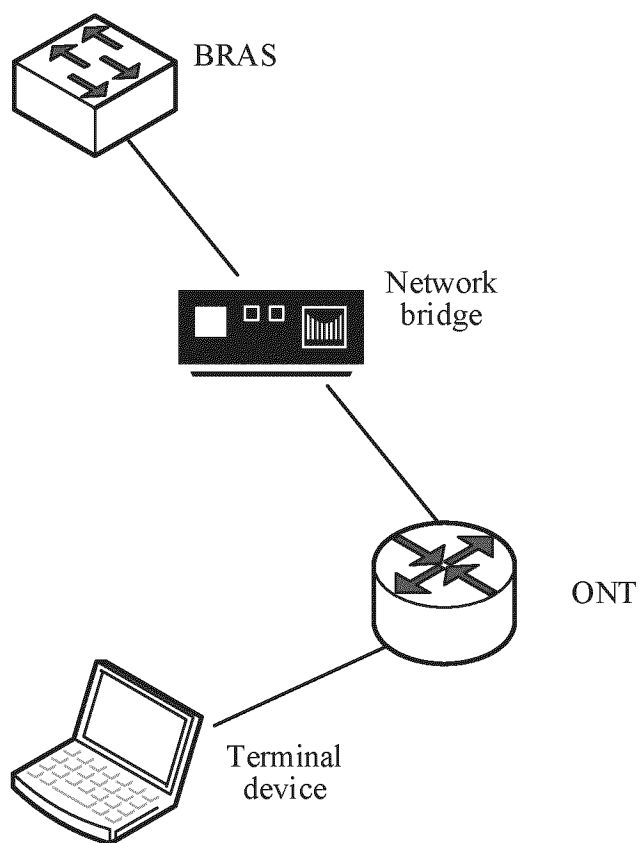 BRAS
Network
bridge
ONT
Terminal
device